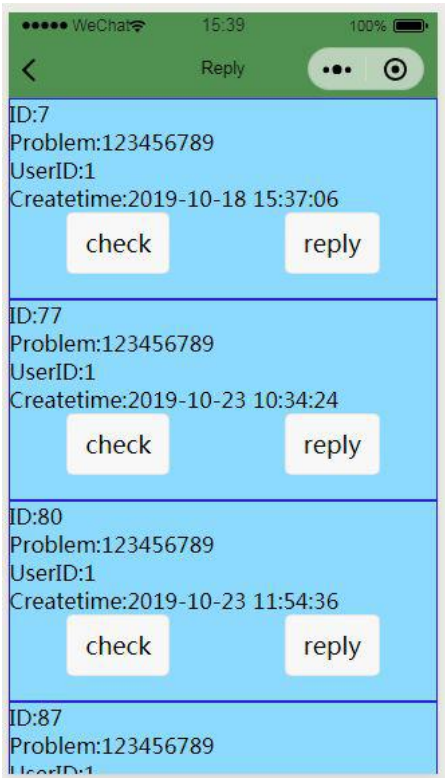 WeChat 15:39 100%
Reply
ID:7
Problem:123456789
UserID:1
Createtime:2019-10-18 15:37:06
check reply
ID:77
Problem:123456789
UserID:1
Createtime:2019-10-23 10:34:24
check reply
ID:80
Problem:123456789
UserID:1
Createtime:2019-10-23 11:54:36
check reply
ID:87
Problem:123456789
UserID:1